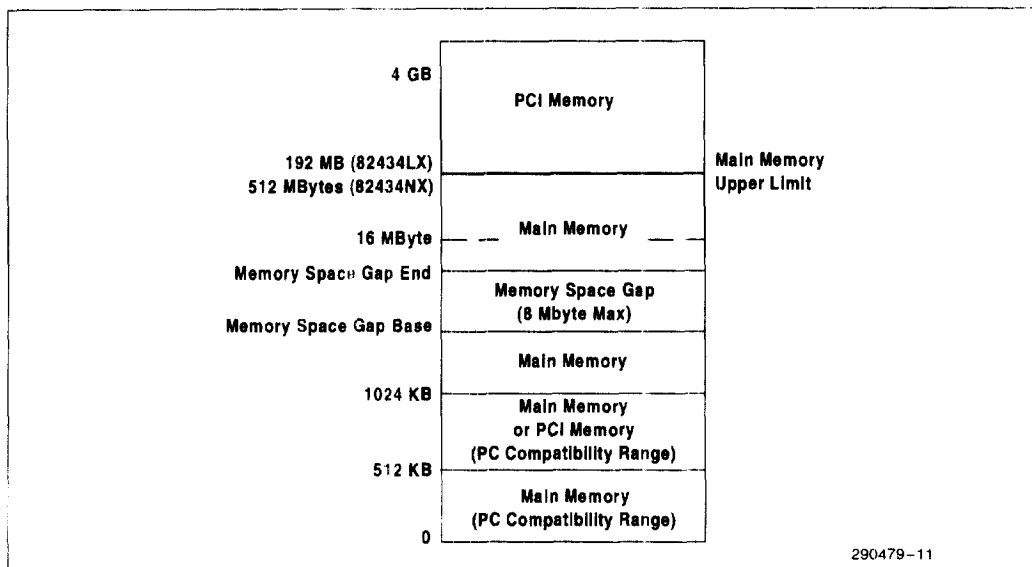 4 GB
PCI Memory
192 MB (82434LX)
512 MBytes (82434NX)
Main Memory
Upper Limit
Main Memory
16 MByte
Memory Space Gap End
Memory Space Gap
(8 Mbyte Max)
Memory Space Gap Base
Main Memory
1024 KB
Main Memory
or PCI Memory
(PC Compatibility Range)
512 KB
Main Memory
(PC Compatibility Range)
0
290479-11